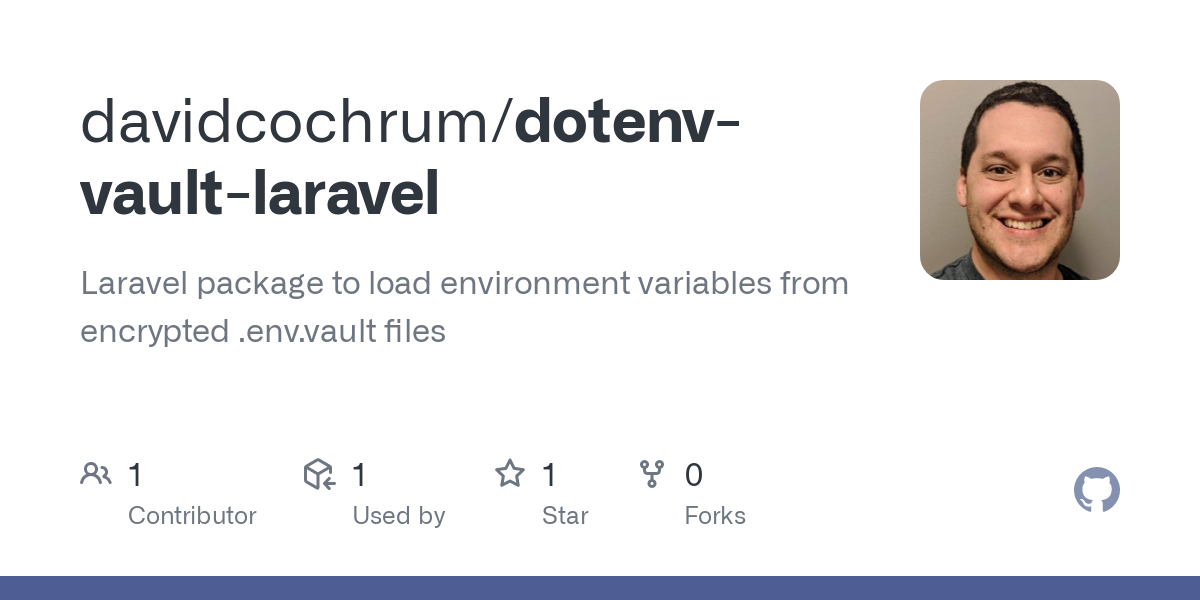 davidcochrum/dotenv-
vault-laravel
Laravel package to load environment variables from
encrypted .env.vault files
1 1 1 0
Contributor Used by Star Forks